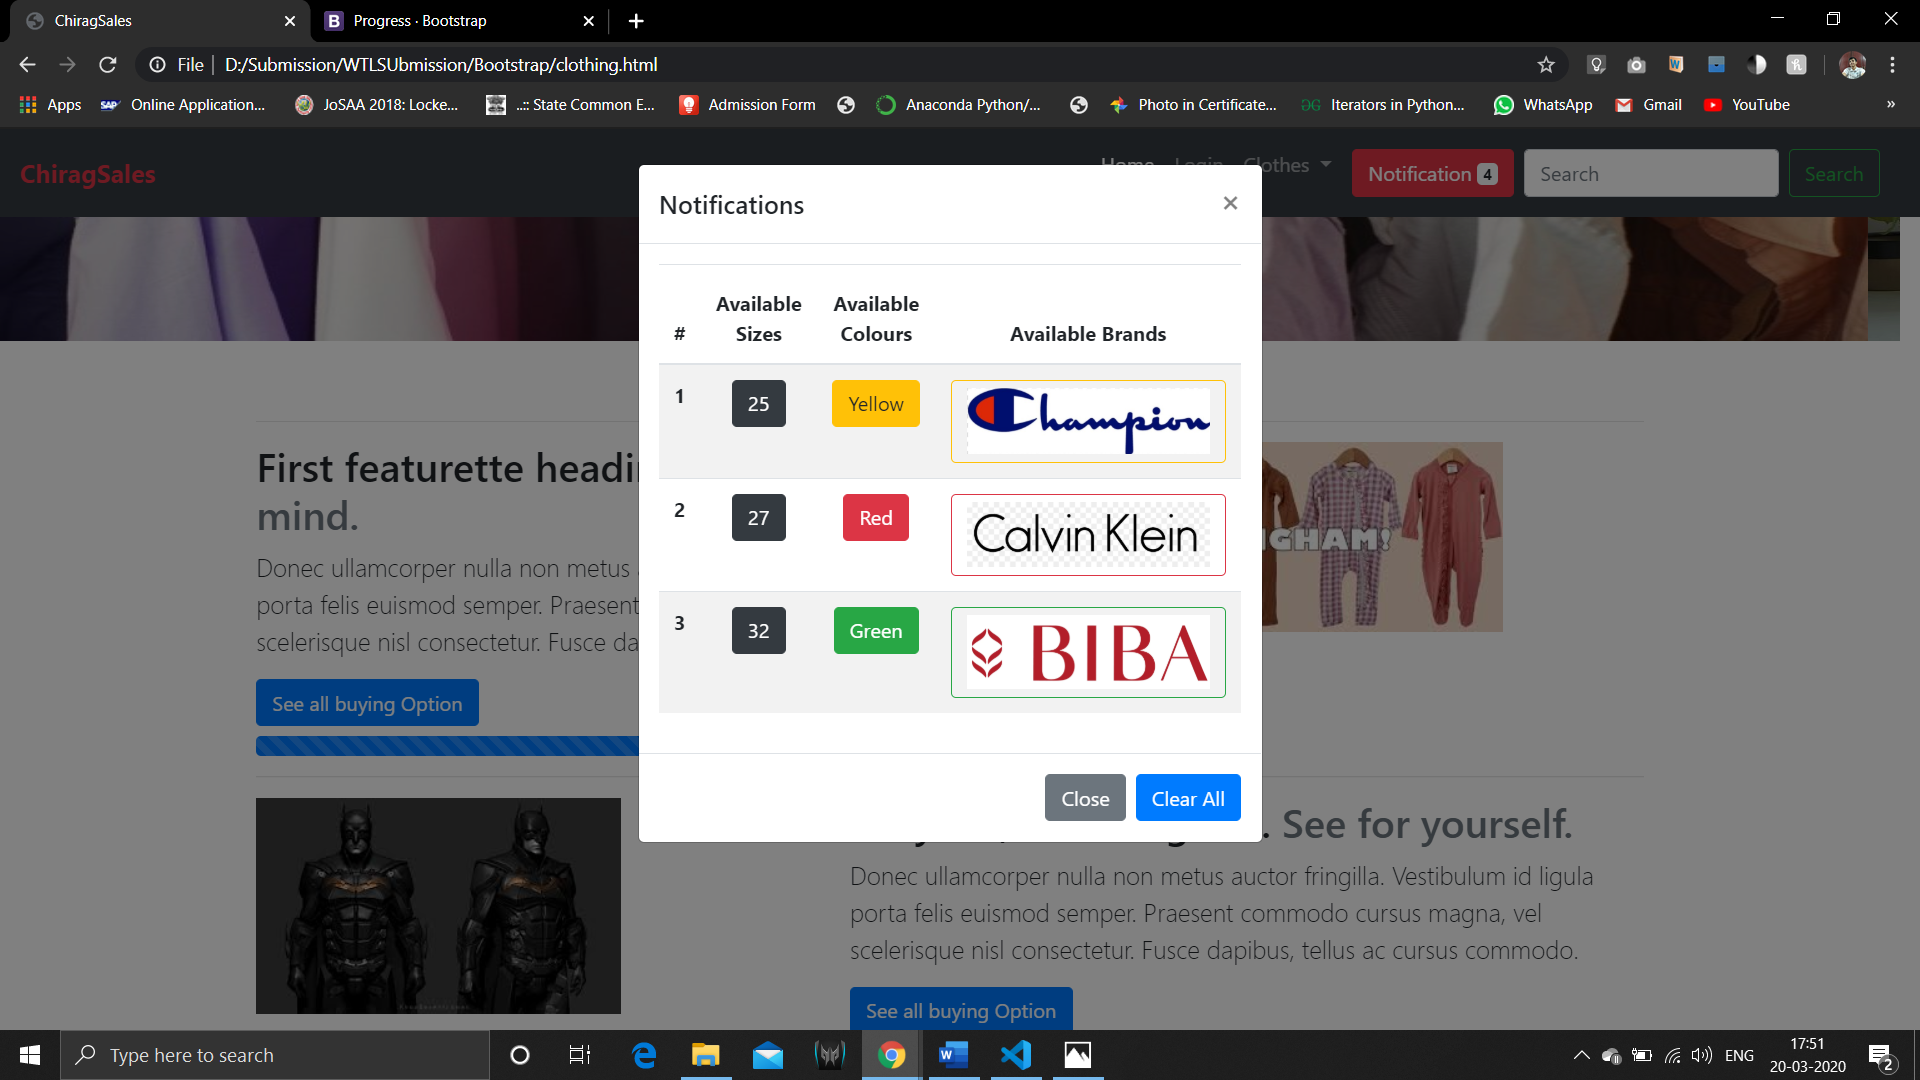 ChiragSales
Progress · Bootstrap
File
D:/Submission/WTLSUbmission/Bootstrap/clothing.html
Apps
SAP Online Application...
JoSAA 2018: Locke...
..:: State Common E...
Admission Form
Anaconda Python/...
Photo in Certificate...
Iterators in Python...
WhatsApp
Gmail
YouTube
»
ChiragSales
Home
Login
Clothes
Notification 4
Search
Search
Notifications
×
# Available Sizes Available Colours Available Brands
1 25 Yellow Champion
2 27 Red Calvin Klein
3 32 Green BIBA
Close
Clear All
First featurette headi
mind.
Donec ullamcorper nulla non metus
porta felis euismod semper. Praesent
scelerisque nisl consectetur. Fusce da
See all buying Option
NGHAM!
See for yourself.
Donec ullamcorper nulla non metus auctor fringilla. Vestibulum id ligula
porta felis euismod semper. Praesent commodo cursus magna, vel
scelerisque nisl consectetur. Fusce dapibus, tellus ac cursus commodo.
See all buying Option
Type here to search
ENG
17:51
20-03-2020
2